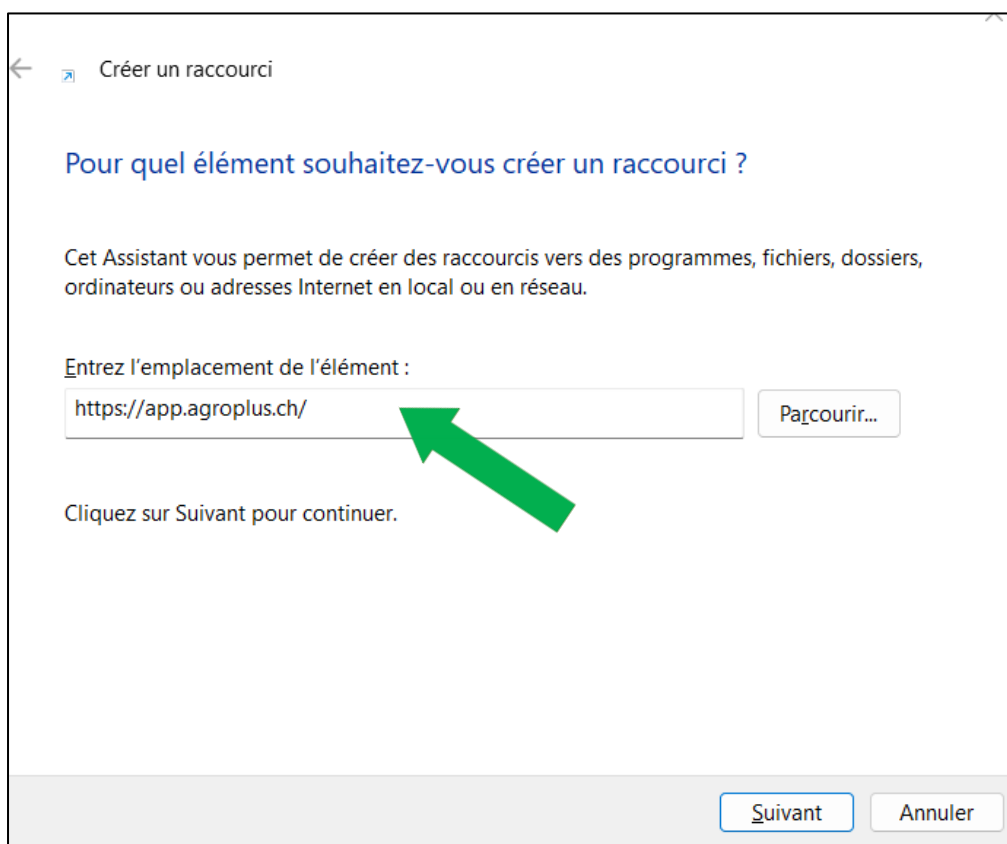 Créer un raccourci
Pour quel élément souhaitez-vous créer un raccourci ?
Cet Assistant vous permet de créer des raccourcis vers des programmes, fichiers, dossiers,
ordinateurs ou adresses Internet en local ou en réseau.
Entrez l’emplacement de l’élément :
https://app.agroplus.ch/
Parcourir...
Cliquez sur Suivant pour continuer.
Suivant
Annuler